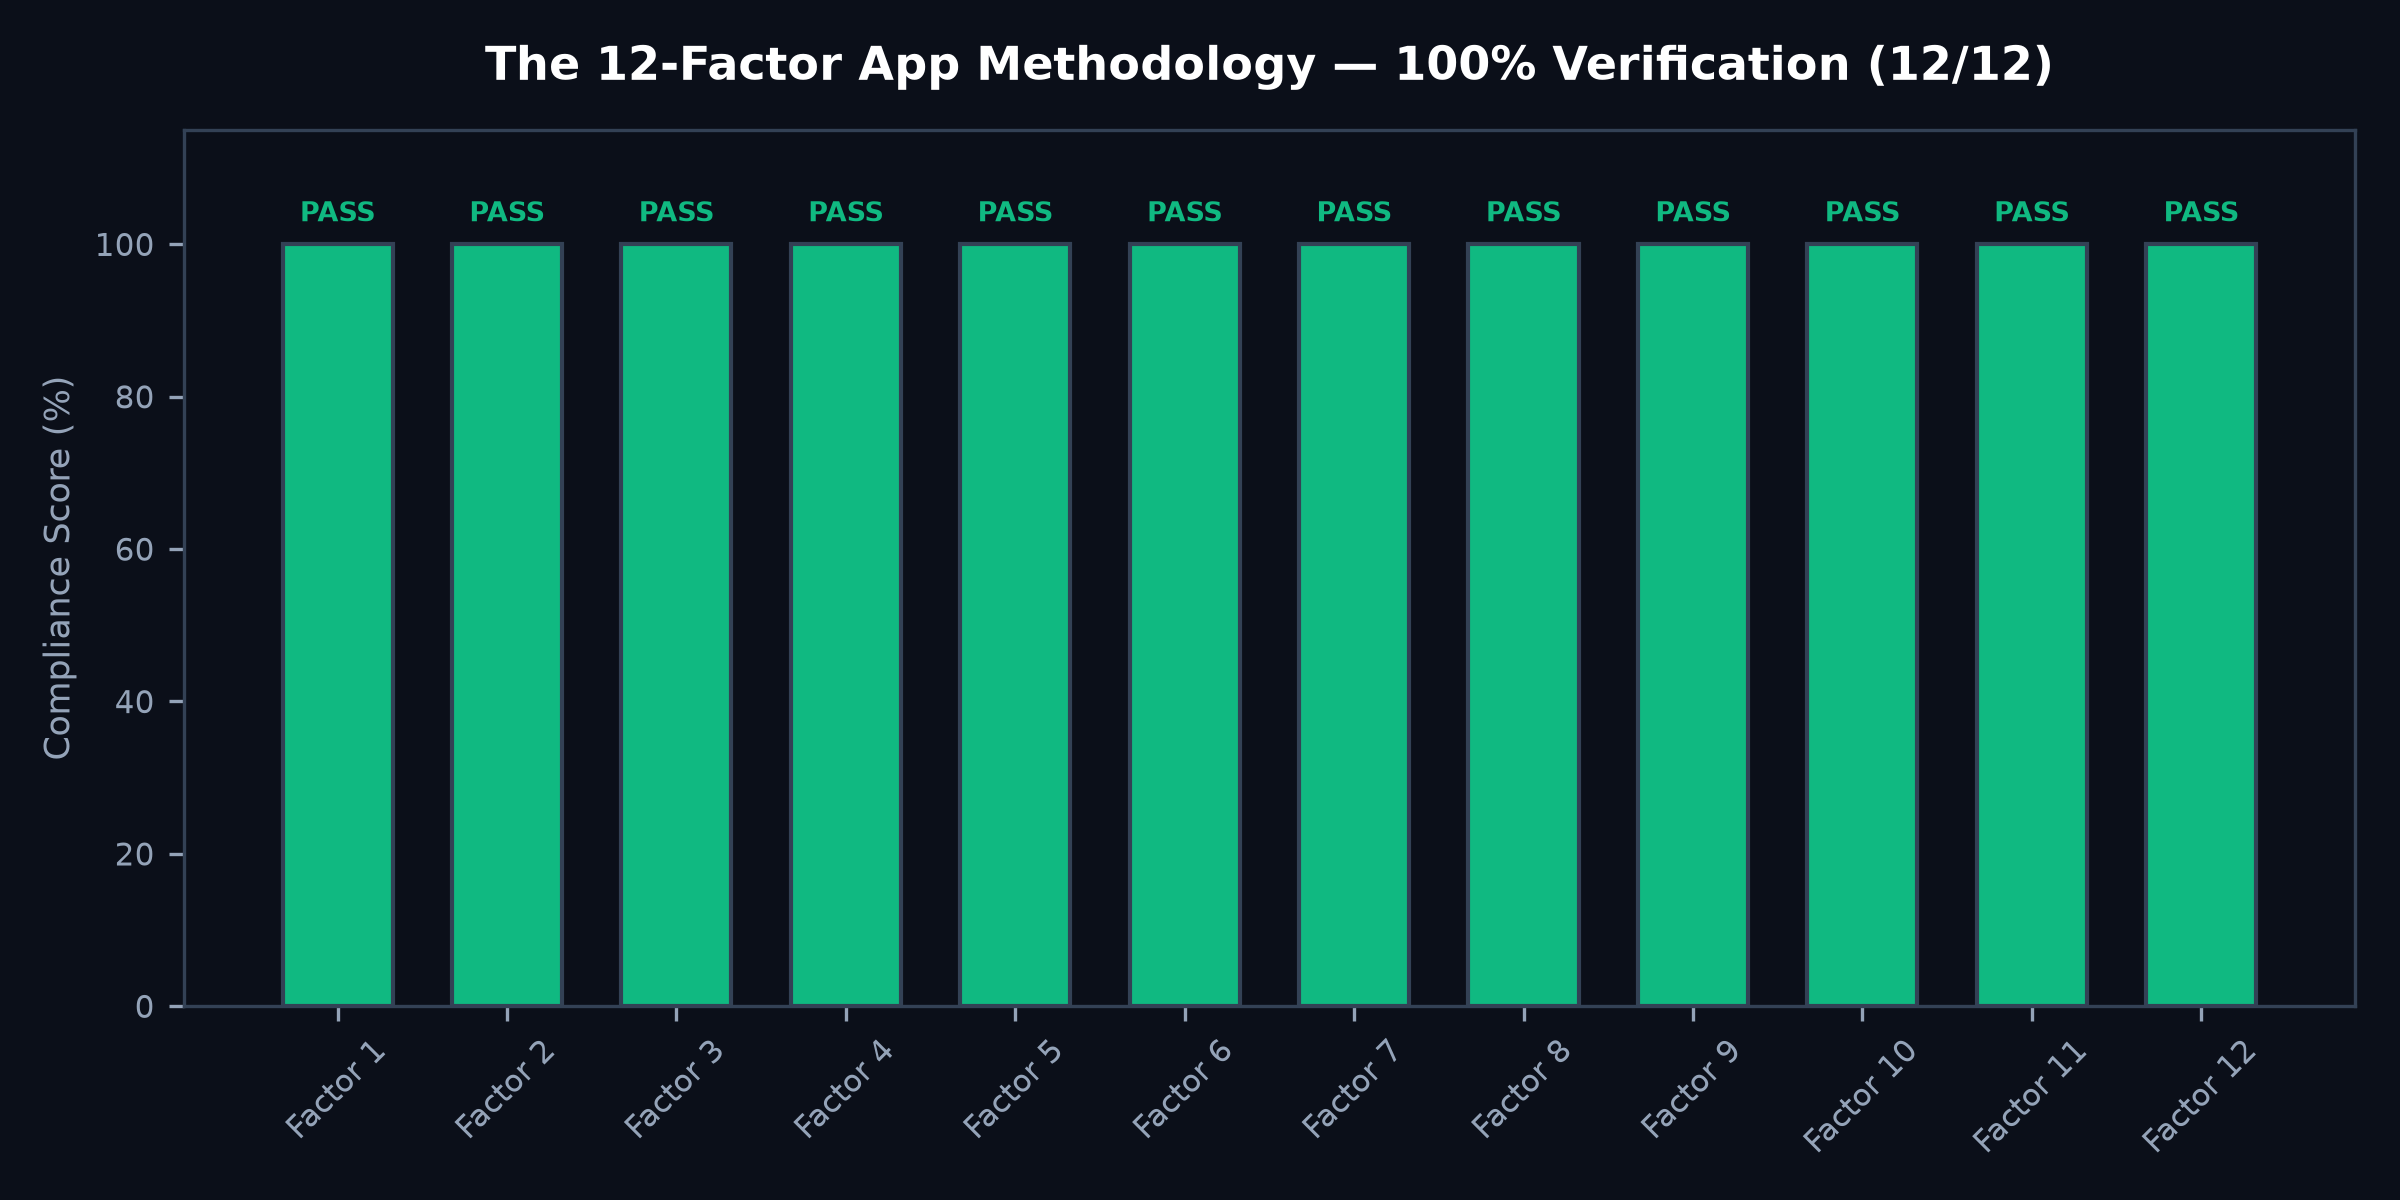 The 12-Factor App Methodology — 100% Verification (12/12)
Compliance Score (%)
100
80
60
40
20
0
PASS PASS PASS PASS PASS PASS PASS PASS PASS PASS PASS PASS
Factor 1 Factor 2 Factor 3 Factor 4 Factor 5 Factor 6 Factor 7 Factor 8 Factor 9 Factor 10 Factor 11 Factor 12